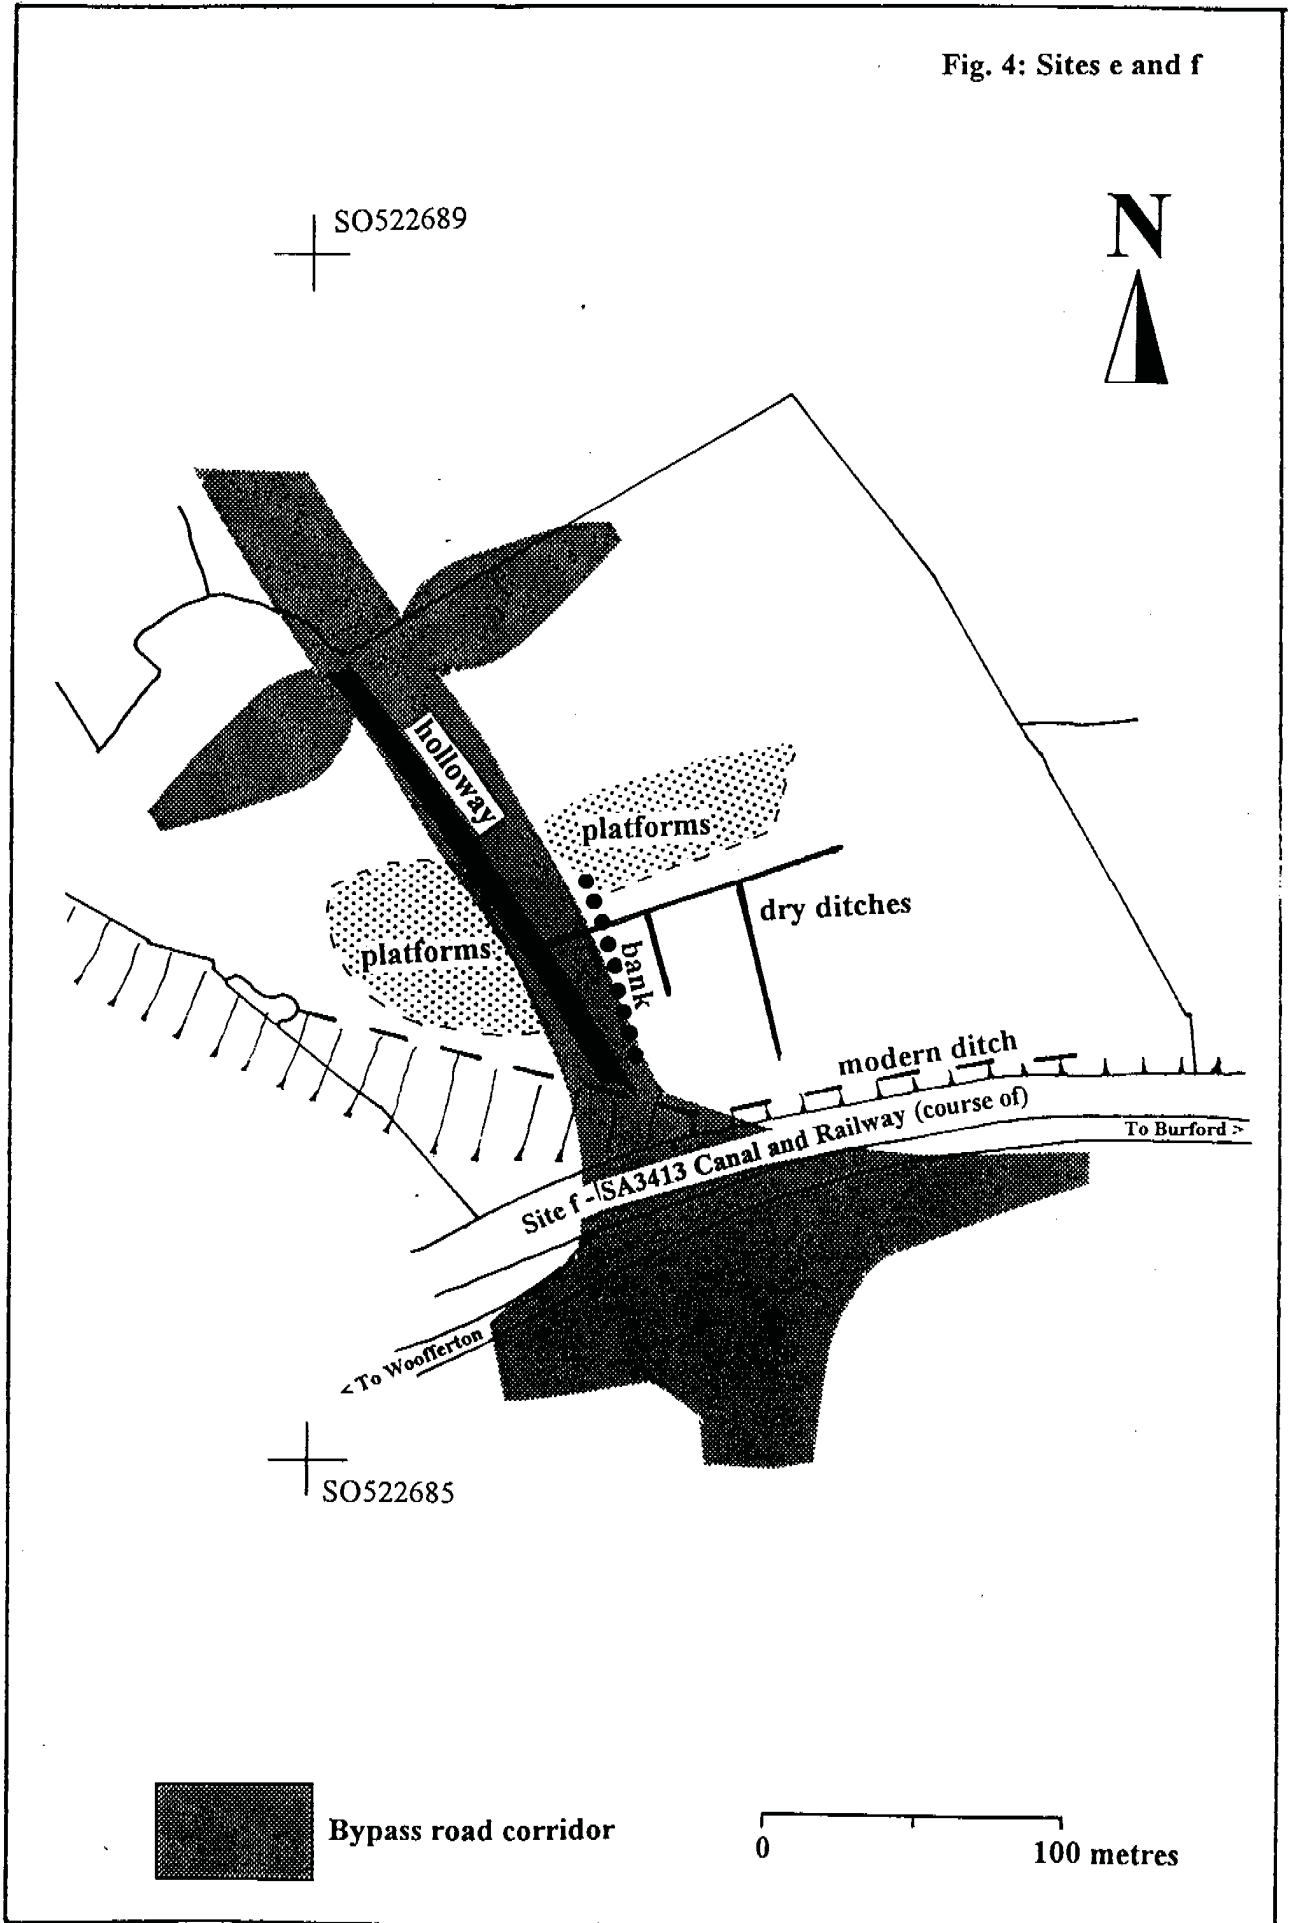 Fig. 4: Sites e and f
SO522689
N
holloway
platforms
dry ditches
platforms
bank
modern ditch
Site f - SA3413 Canal and Railway (course of)
To Burford >
< To Woofferton
SO522685
Bypass road corridor
0
100 metres